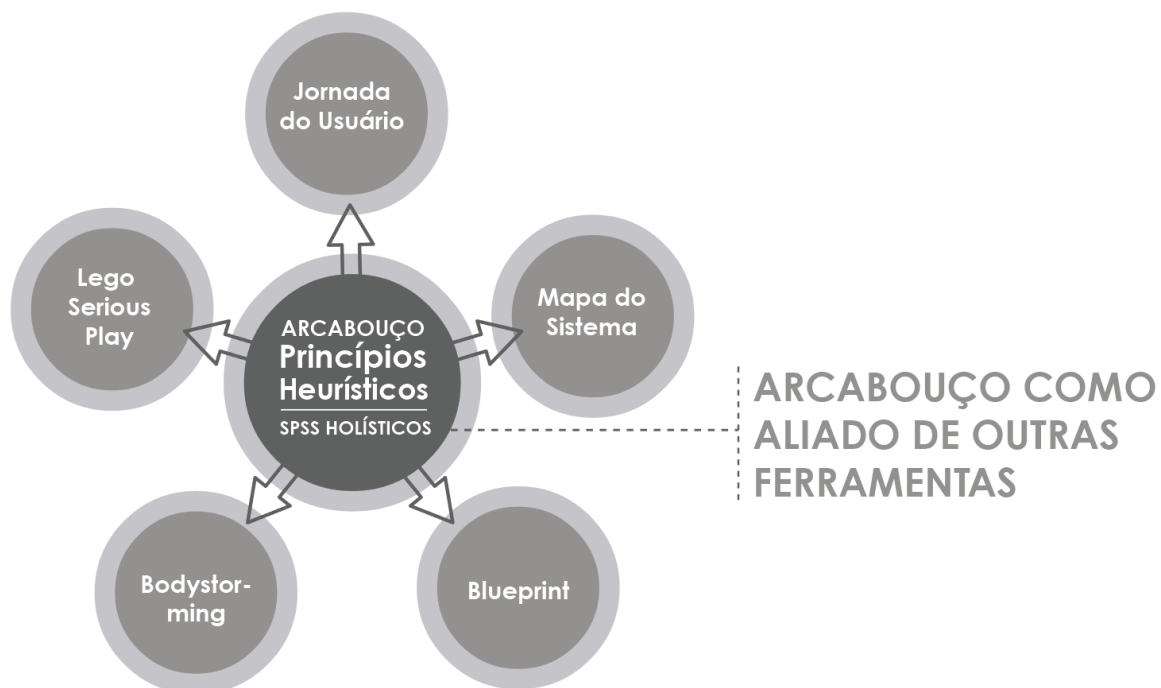 Jornada
do Usuário
Lego
Serious
Play
Mapa do
Sistema
ARCABOUÇO
Princípios
Heurísticos
SPSS HOLÍSTICOS
ARCABOUÇO COMO
ALIADO DE OUTRAS
FERRAMENTAS
Bodystor-
ming
Blueprint